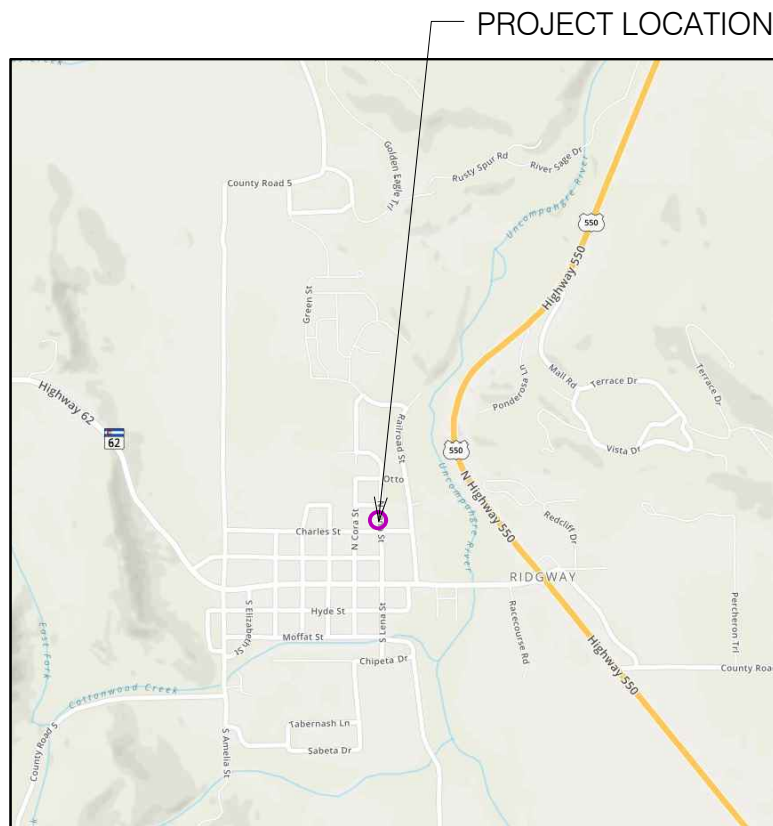 PROJECT LOCATION
Golden Eagle Trl
Rusty Spur Rd
River Sage Dr
County Road 5
Uncompahgre River
550
Highway 550
Green St
Mall Rd
Terrace Dr
Terrace Dr
Ponderosa Ln
Highway 62
62
Railroad St
Vista Dr
550
Otto
N Highway 550
Uncompahgre River
N Cora St
St
Charles St
Redcliff Dr
RIDGWAY
S Elizabeth St
Hyde St
S Lena St
Racecourse Rd
Percheron Trl
Moffat St
East Fork
Chipeta Dr
Highway 550
County Roa
Cottonwood Creek
County Road 5
S Amelia St
Tabernash Ln
Sabeta Dr